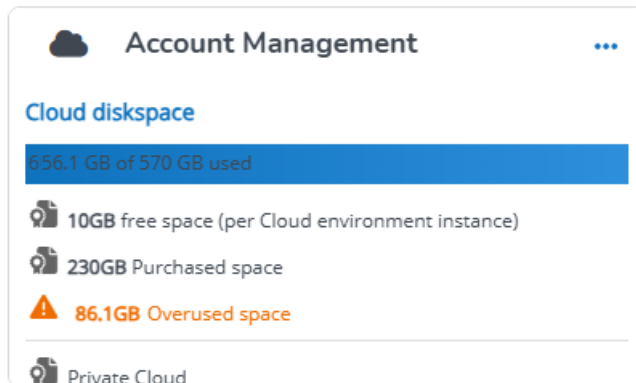 Account Management
Cloud diskspace
656.1 GB of 570 GB used
10GB free space (per Cloud environment instance)
230GB Purchased space
86.1GB Overused space
Private Cloud